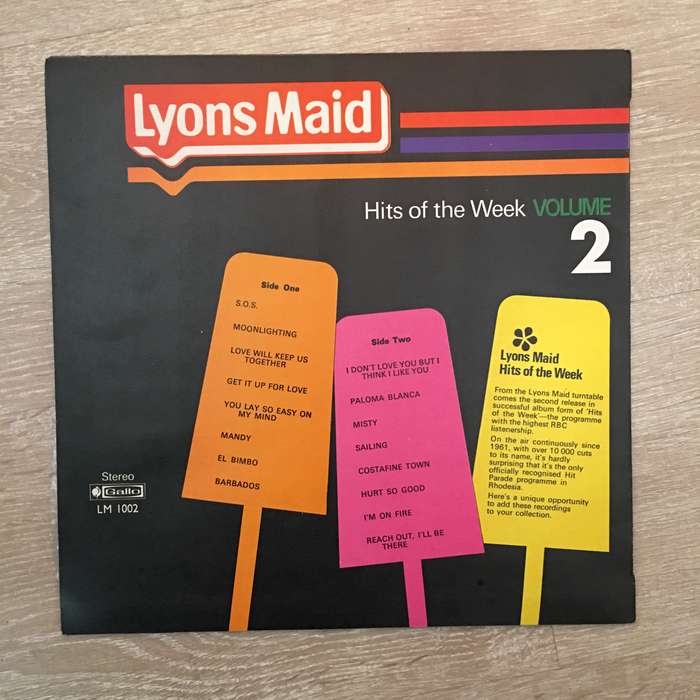 Lyons Maid
Hits of the Week VOLUME
2
Side One
S.O.S.
MOONLIGHTING
LOVE WILL KEEP US
TOGETHER
GET IT UP FOR LOVE
YOU LAY SO EASY ON
MY MIND
MANDY
EL BIMBO
BARBADOS
Side Two
I DON'T LOVE YOU BUT I
THINK I LIKE YOU
PALOMA BLANCA
MISTY
SAILING
COSTAFINE TOWN
HURT SO GOOD
I'M ON FIRE
REACH OUT, I'LL BE
THERE
Lyons Maid
Hits of the Week
From the Lyons Maid turntable
comes the second release in
successful album form of 'Hits
of the Week'—the programme
with the highest RBC
listenership.
On the air continuously since
1961, with over 10 000 cuts
to its name, it's hardly
surprising that it's the only
officially recognised Hit
Parade programme in
Rhodesia.
Here's a unique opportunity
to add these recordings
to your collection.
Stereo
Gallo
LM 1002